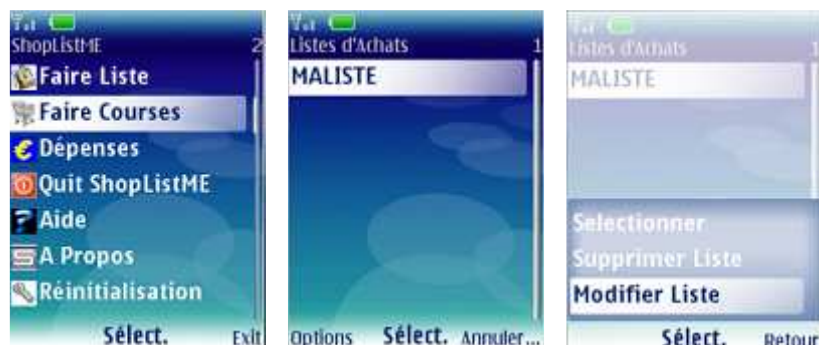 ShopListME 2
Faire Liste
Faire Courses
Dépenses
Quit ShopListME
Aide
A Propos
Réinitialisation
Sélect. Exit
Listes d'Achats 1
MALISTE
Options Sélect. Annuler...
Listes d'Achats 1
MALISTE
Selectionner
Supprimer Liste
Modifier Liste
Sélect. Retour